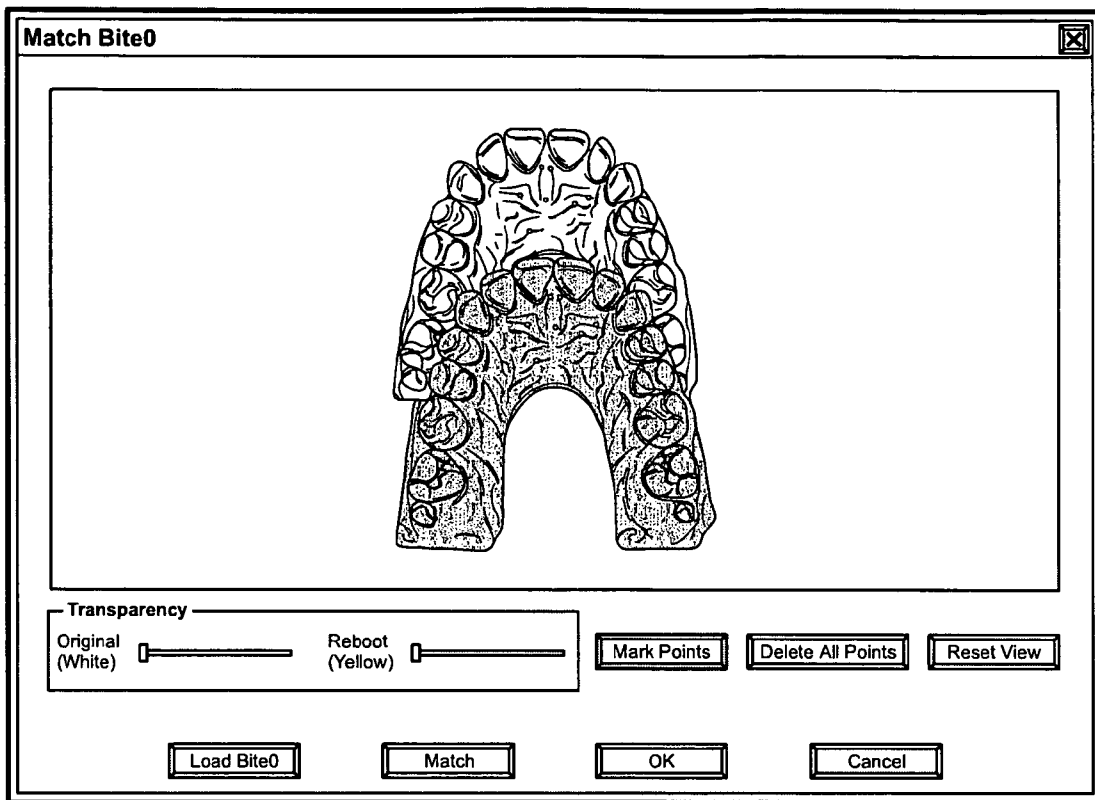 Match Bite0
Transparency
Original
(White)
Reboot
(Yellow)
Mark Points
Delete All Points
Reset View
Load Bite0
Match
OK
Cancel